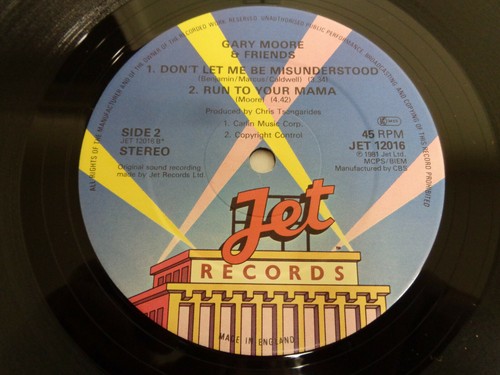 ALL RIGHTS OF THE MANUFACTURER AND OF THE OWNER OF THE RECORDED WORK RESERVED. UNAUTHORISED PUBLIC PERFORMANCE, BROADCASTING AND COPYING OF THIS RECORD PROHIBITED
GARY MOORE
& FRIENDS
1. DON'T LET ME BE MISUNDERSTOOD
(Benjamin/Marcus/Caldwell) (3.34)
2. RUN TO YOUR MAMA
(Moore) (4.42)
Produced by Chris Tsangarides
1. Carlin Music Corp.
2. Copyright Control
SIDE 2
JET 12016 B*
STEREO
Original sound recording
made by Jet Records Ltd.
45 RPM
JET 12016
℗ 1981 Jet Ltd.
MCPS/BIEM
Manufactured by CBS
Jet
RECORDS
MADE IN ENGLAND